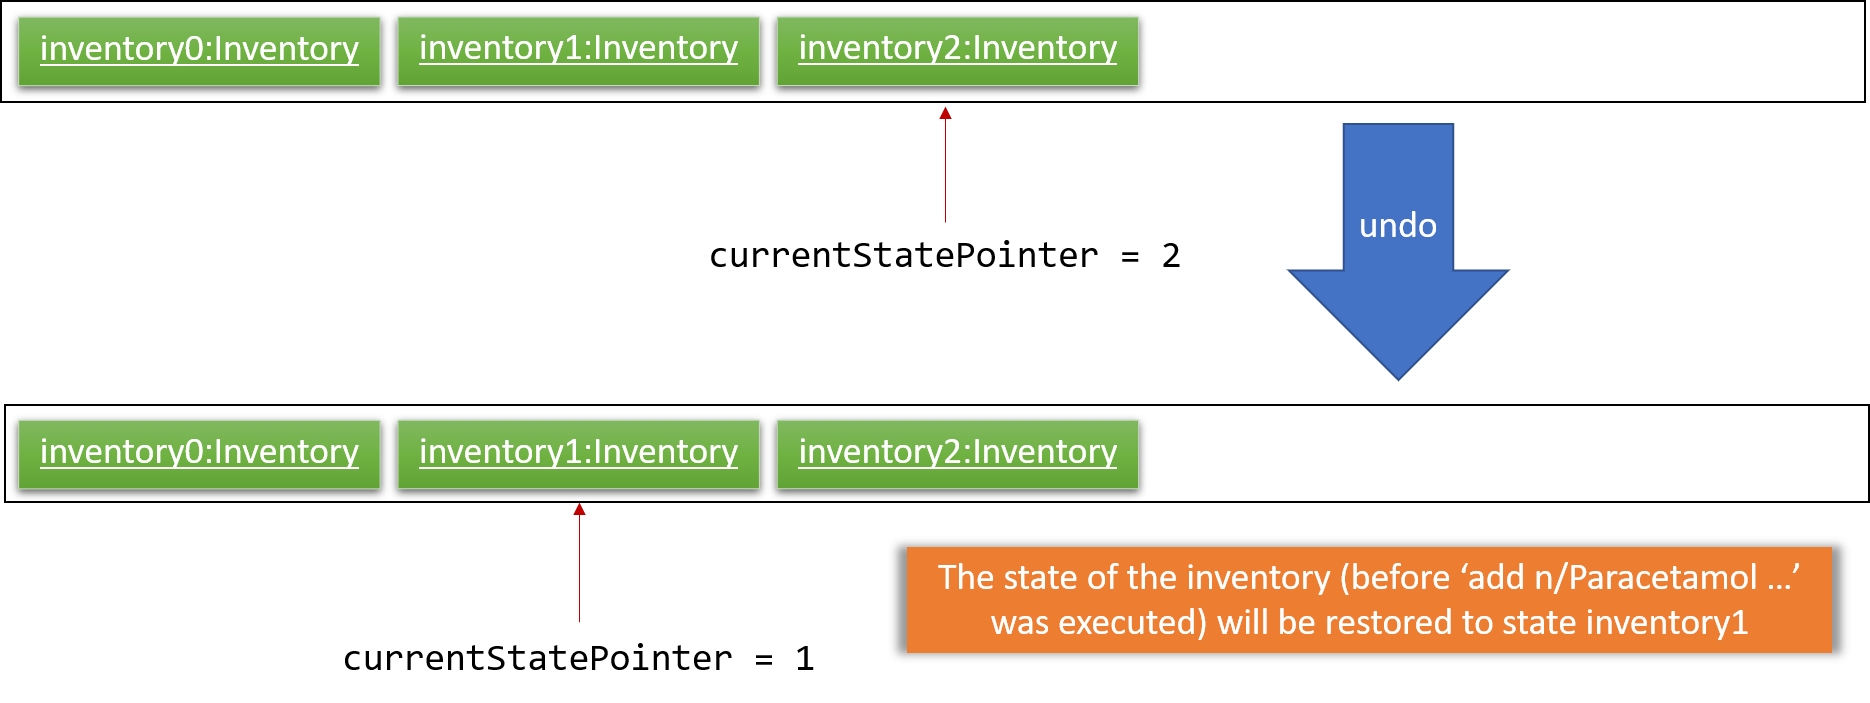 inventory0:Inventory inventory1:Inventory inventory2:Inventory
currentStatePointer = 2
undo
inventory0:Inventory inventory1:Inventory inventory2:Inventory
currentStatePointer = 1
The state of the inventory (before ‘add n/Paracetamol …’
was executed) will be restored to state inventory1